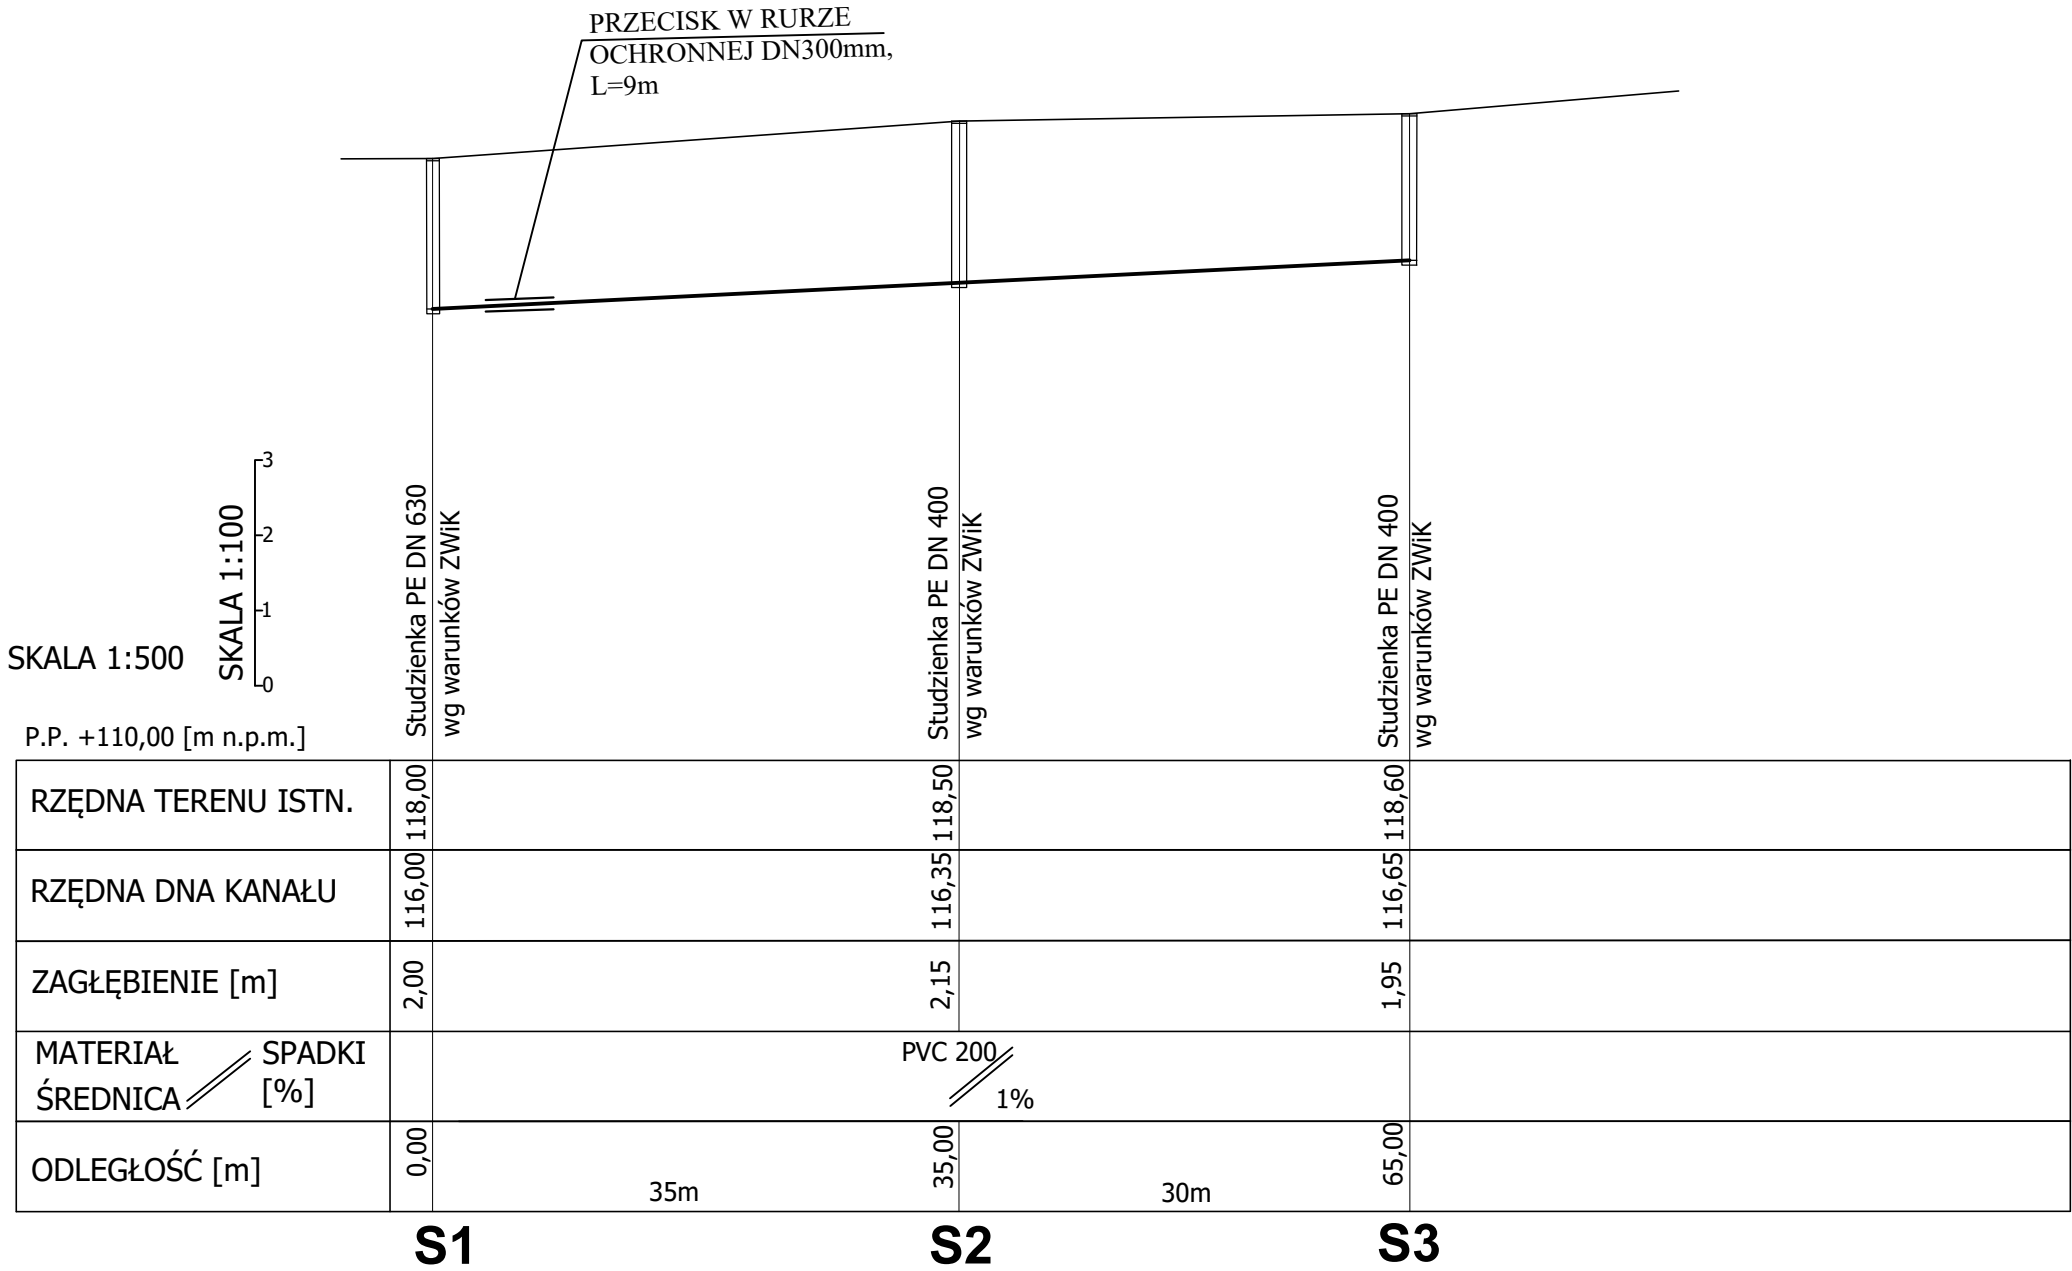 PRZECISK W RURZE
OCHRONNEJ DN300mm,
L=9m
3
2
1
0
SKALA 1:100
SKALA 1:500
P.P. +110,00 [m n.p.m.]
Studzienka PE DN 630
wg warunków ZWiK
Studzienka PE DN 400
wg warunków ZWiK
Studzienka PE DN 400
wg warunków ZWiK
RZĘDNA TERENU ISTN.
118,00
118,50
118,60
RZĘDNA DNA KANAŁU
116,00
116,35
116,65
ZAGŁĘBIENIE [m]
2,00
2,15
1,95
MATERIAŁ
ŚREDNICA
SPADKI
[%]
PVC 200
1%
ODLEGŁOŚĆ [m]
0,00
35m
35,00
30m
65,00
S1
S2
S3